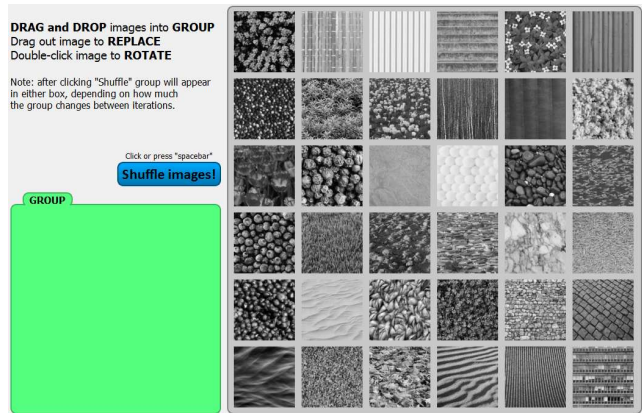 DRAG and DROP images into GROUP
Drag out image to REPLACE
Double-click image to ROTATE
Note: after clicking "Shuffle" group will appear
in either box, depending on how much
the group changes between iterations.
Click or press "spacebar"
Shuffle images!
GROUP